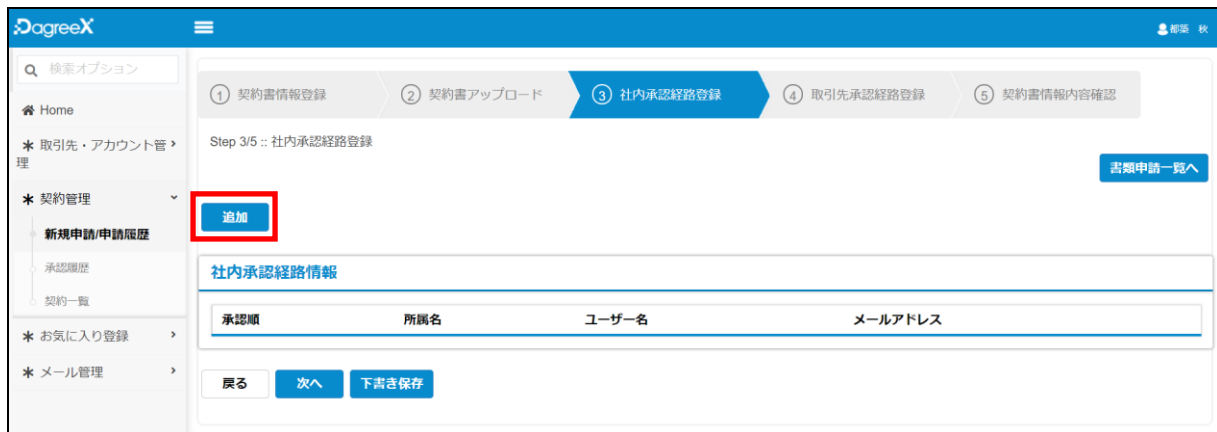 DagreeX
都築 秋
検索オプション
Home
取引先・アカウント管
理
契約管理
新規申請/申請履歴
承認履歴
契約一覧
お気に入り登録
メール管理
1 契約書情報登録
2 契約書アップロード
3 社内承認経路登録
4 取引先承認経路登録
5 契約書情報内容確認
Step 3/5 :: 社内承認経路登録
書類申請一覧へ
追加
社内承認経路情報
承認順 所属名 ユーザー名 メールアドレス
戻る 次へ 下書き保存